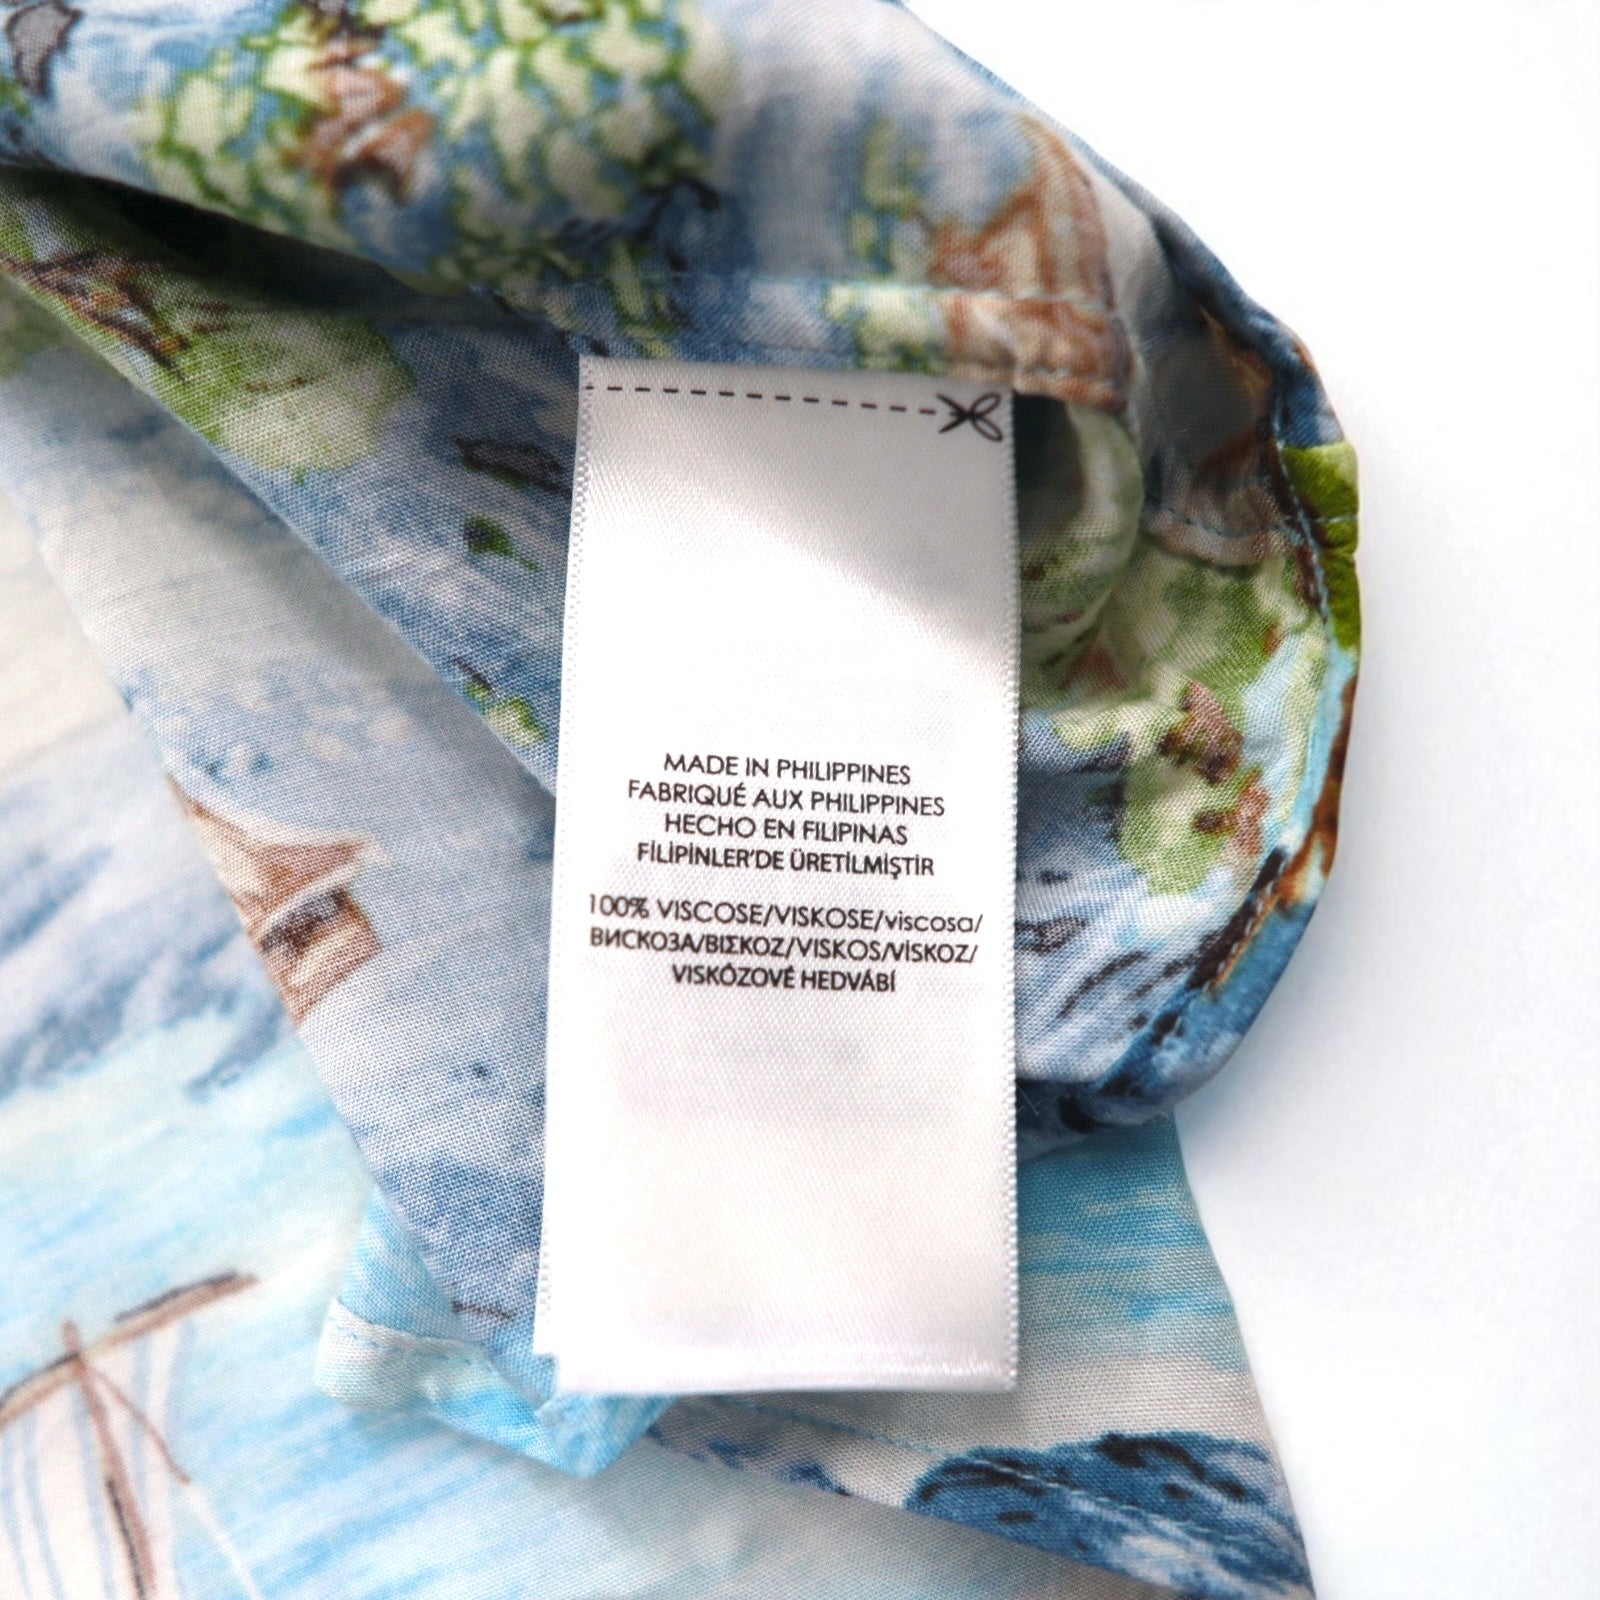 MADE IN PHILIPPINES
FABRIQUÉ AUX PHILIPPINES
HECHO EN FILIPINAS
FİLİPİNLER'DE ÜRETİLMİŞTİR
100% VISCOSE/VISKOSE/viscosa/
ВИСКОЗА/ΒΙΣΚΟΖ/VISKOS/VİSKOZ/
VISKÓZOVÉ HEDVÁBÍ